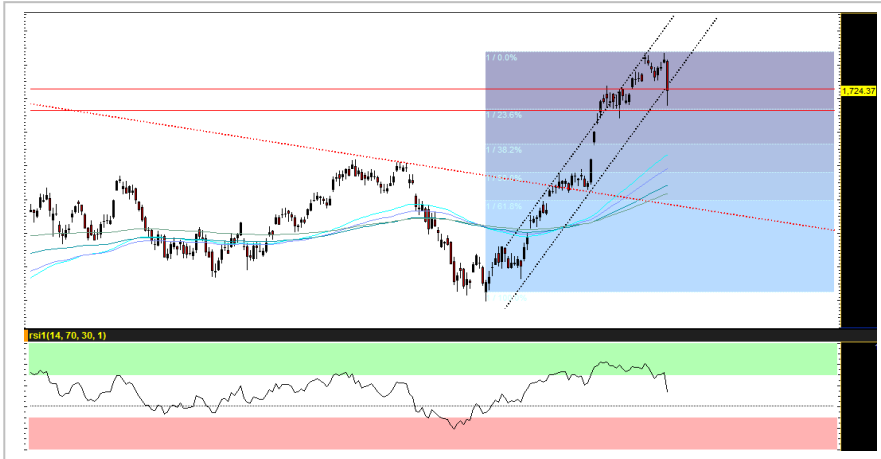 1 / 0.0%
1,724.37
1 / 23.6%
1 / 38.2%
1 / 61.8%
rsi1(14, 70, 30, 1)